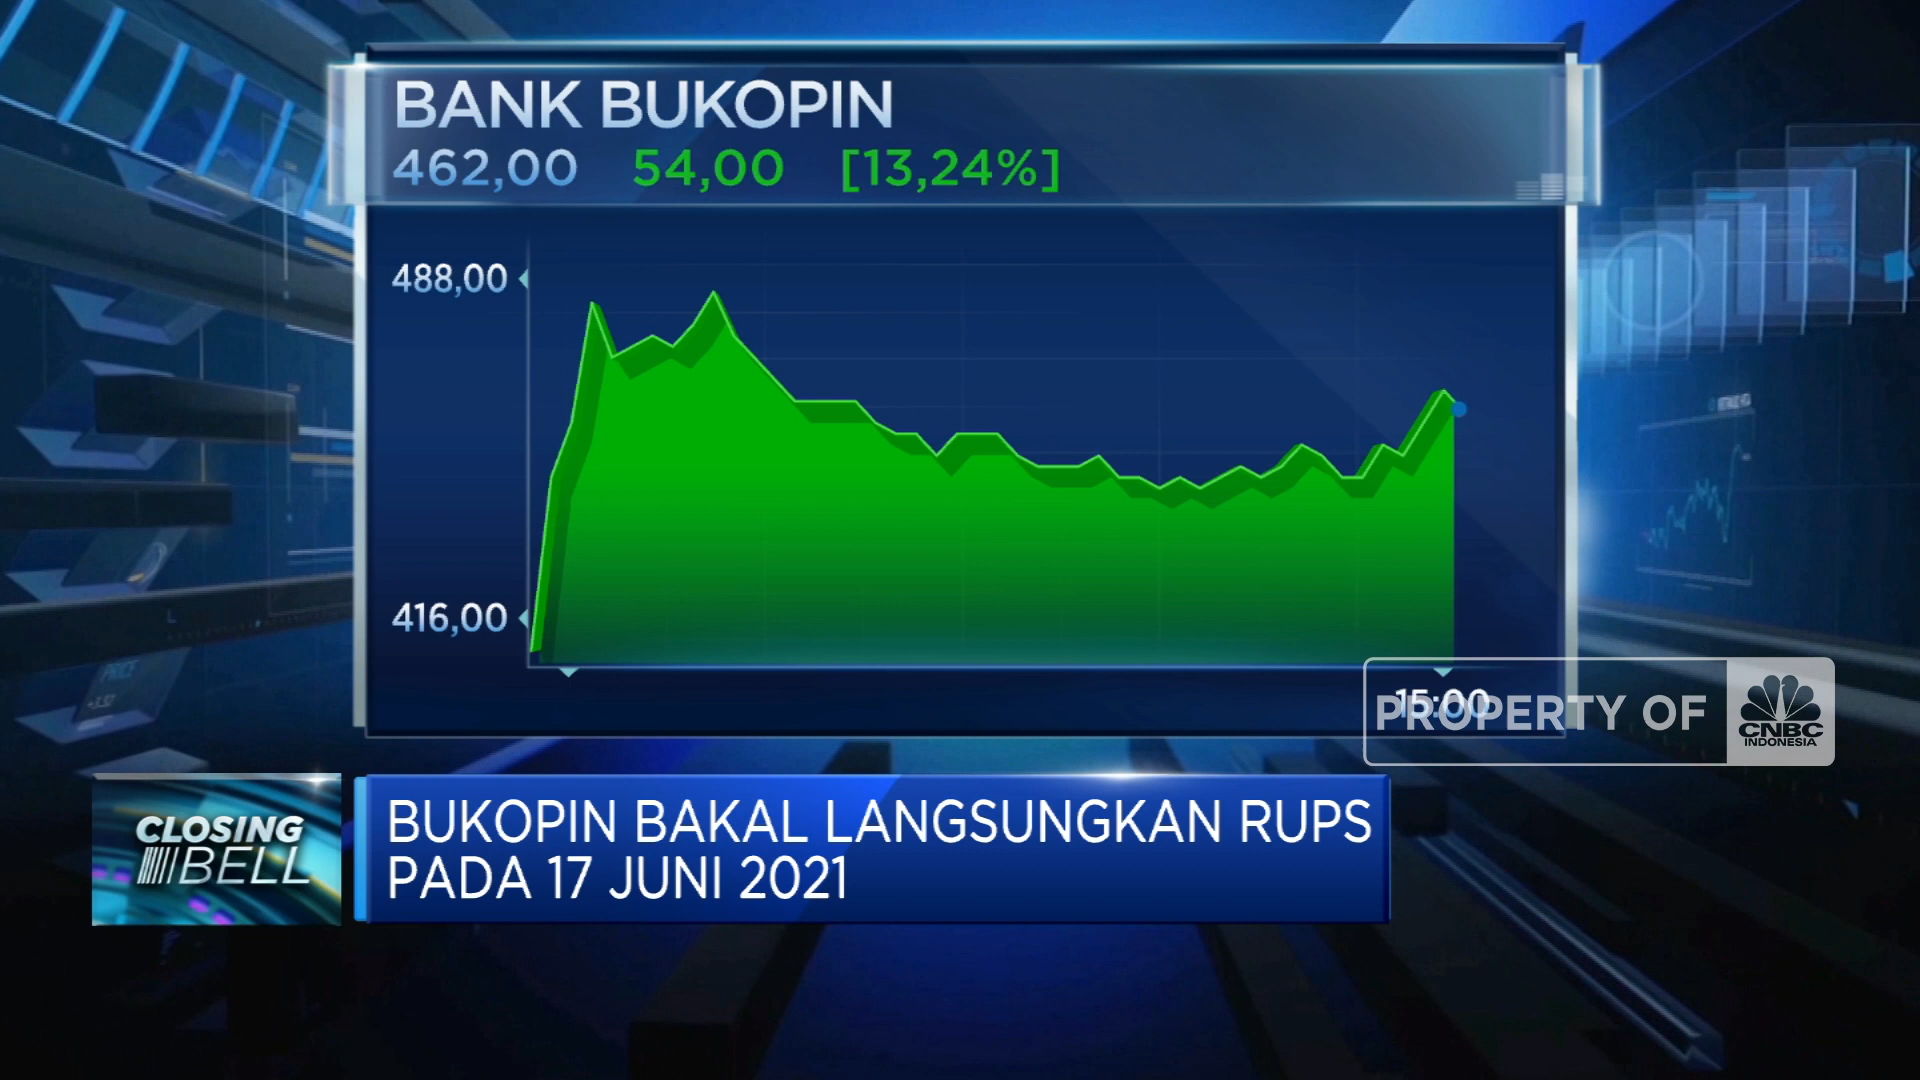 BANK BUKOPIN
462,00 54,00 [13,24%]
488,00
416,00
15:00
PROPERTY OF
CNBC
INDONESIA
CLOSING
BELL
BUKOPIN BAKAL LANGSUNGKAN RUPS
PADA 17 JUNI 2021
PRICE